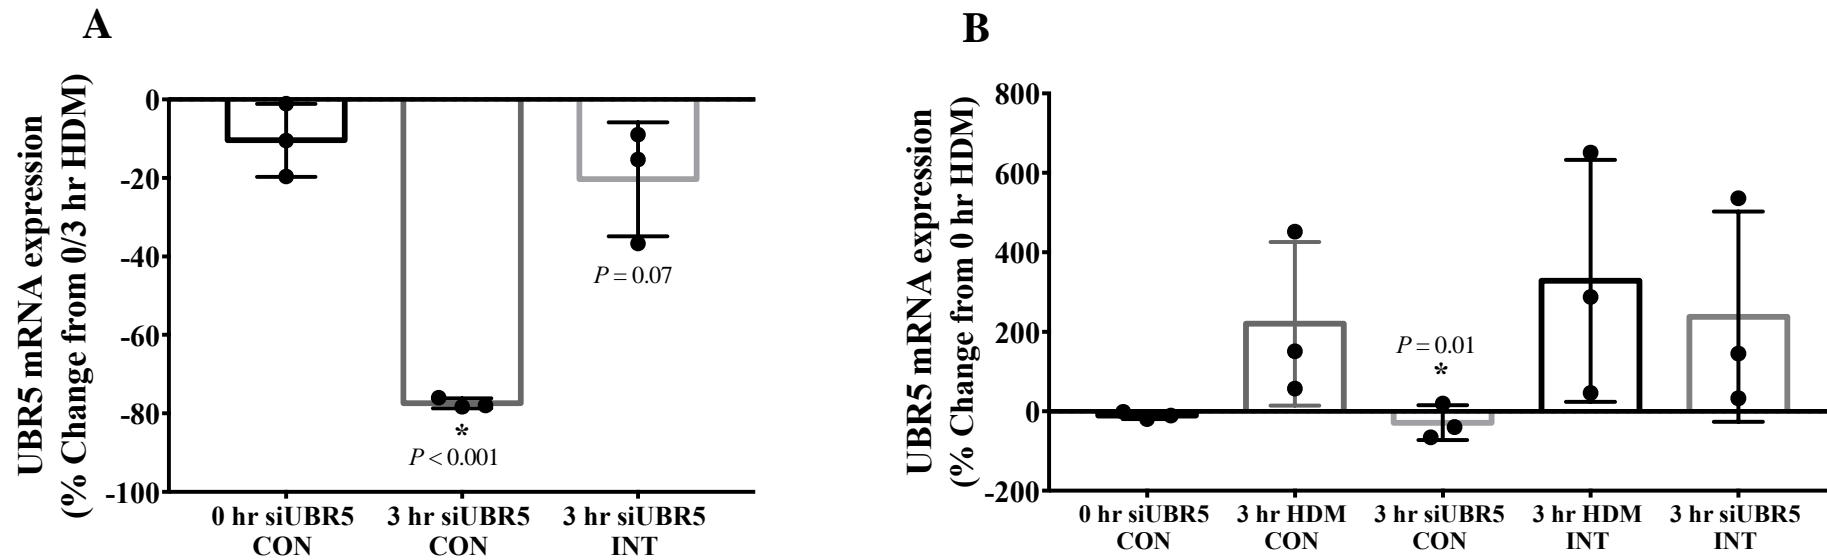 A
UBR5 mRNA expression
(% Change from 0/3 hr HDM)
0
-20
-40
-60
-80
-100
P = 0.07
*
P < 0.001
0 hr siUBR5
CON
3 hr siUBR5
CON
3 hr siUBR5
INT
B
UBR5 mRNA expression
(% Change from 0 hr HDM)
800
600
400
200
0
-200
P = 0.01
*
0 hr siUBR5
CON
3 hr HDM
CON
3 hr siUBR5
CON
3 hr HDM
INT
3 hr siUBR5
INT